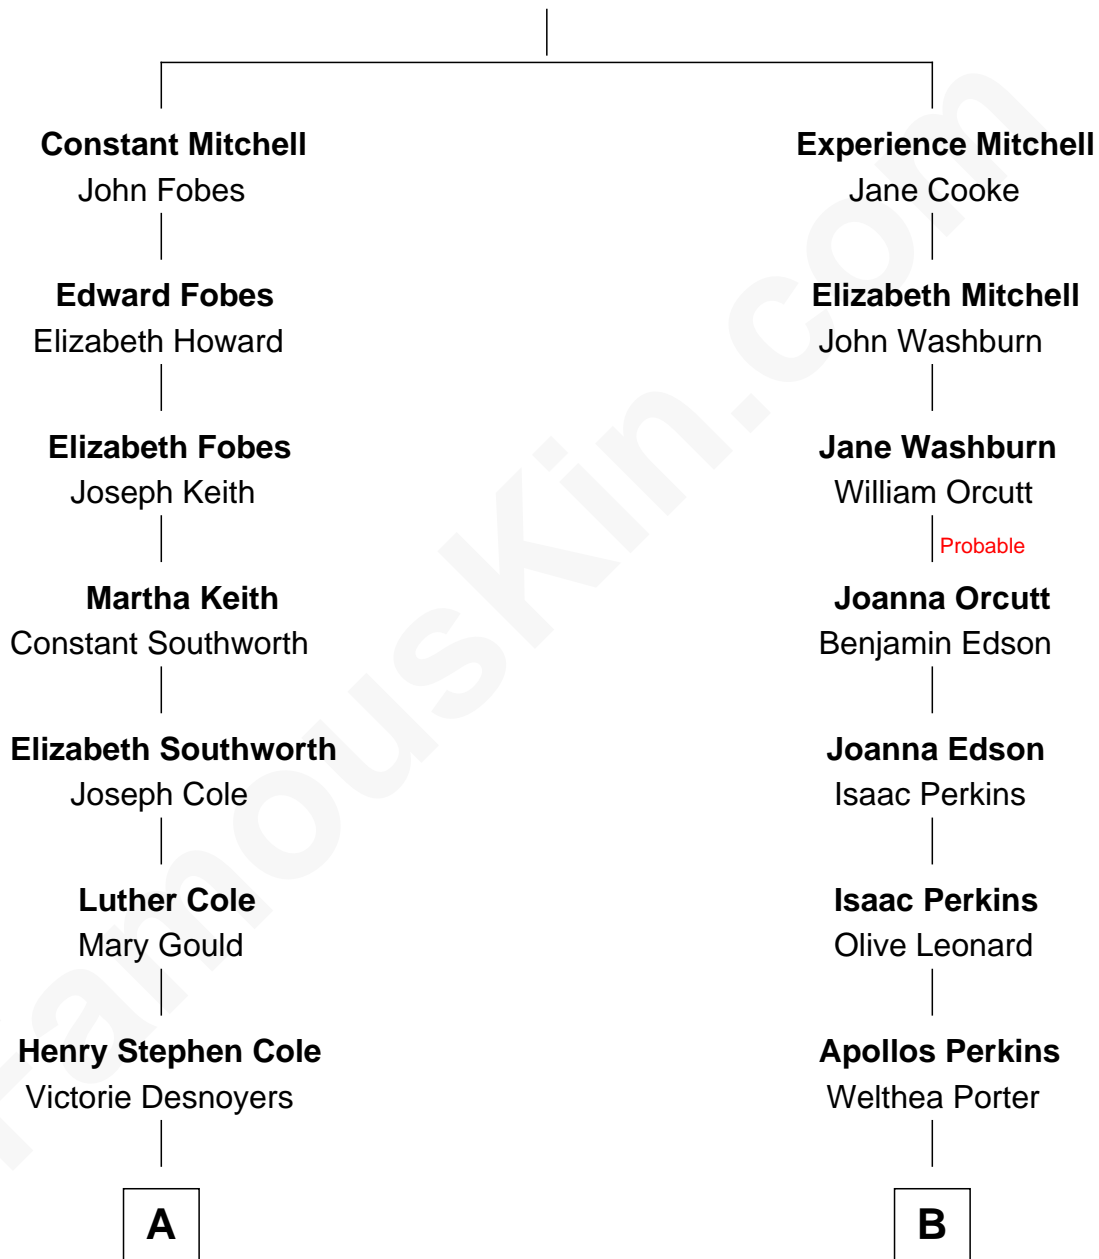 Constant Mitchell
John Fobes
Experience Mitchell
Jane Cooke
Edward Fobes
Elizabeth Howard
Elizabeth Mitchell
John Washburn
Elizabeth Fobes
Joseph Keith
Jane Washburn
William Orcutt
Probable
Martha Keith
Constant Southworth
Joanna Orcutt
Benjamin Edson
Elizabeth Southworth
Joseph Cole
Joanna Edson
Isaac Perkins
Luther Cole
Mary Gould
Isaac Perkins
Olive Leonard
Henry Stephen Cole
Victorie Desnoyers
Apollos Perkins
Welthea Porter
A
B
FamousKin.com